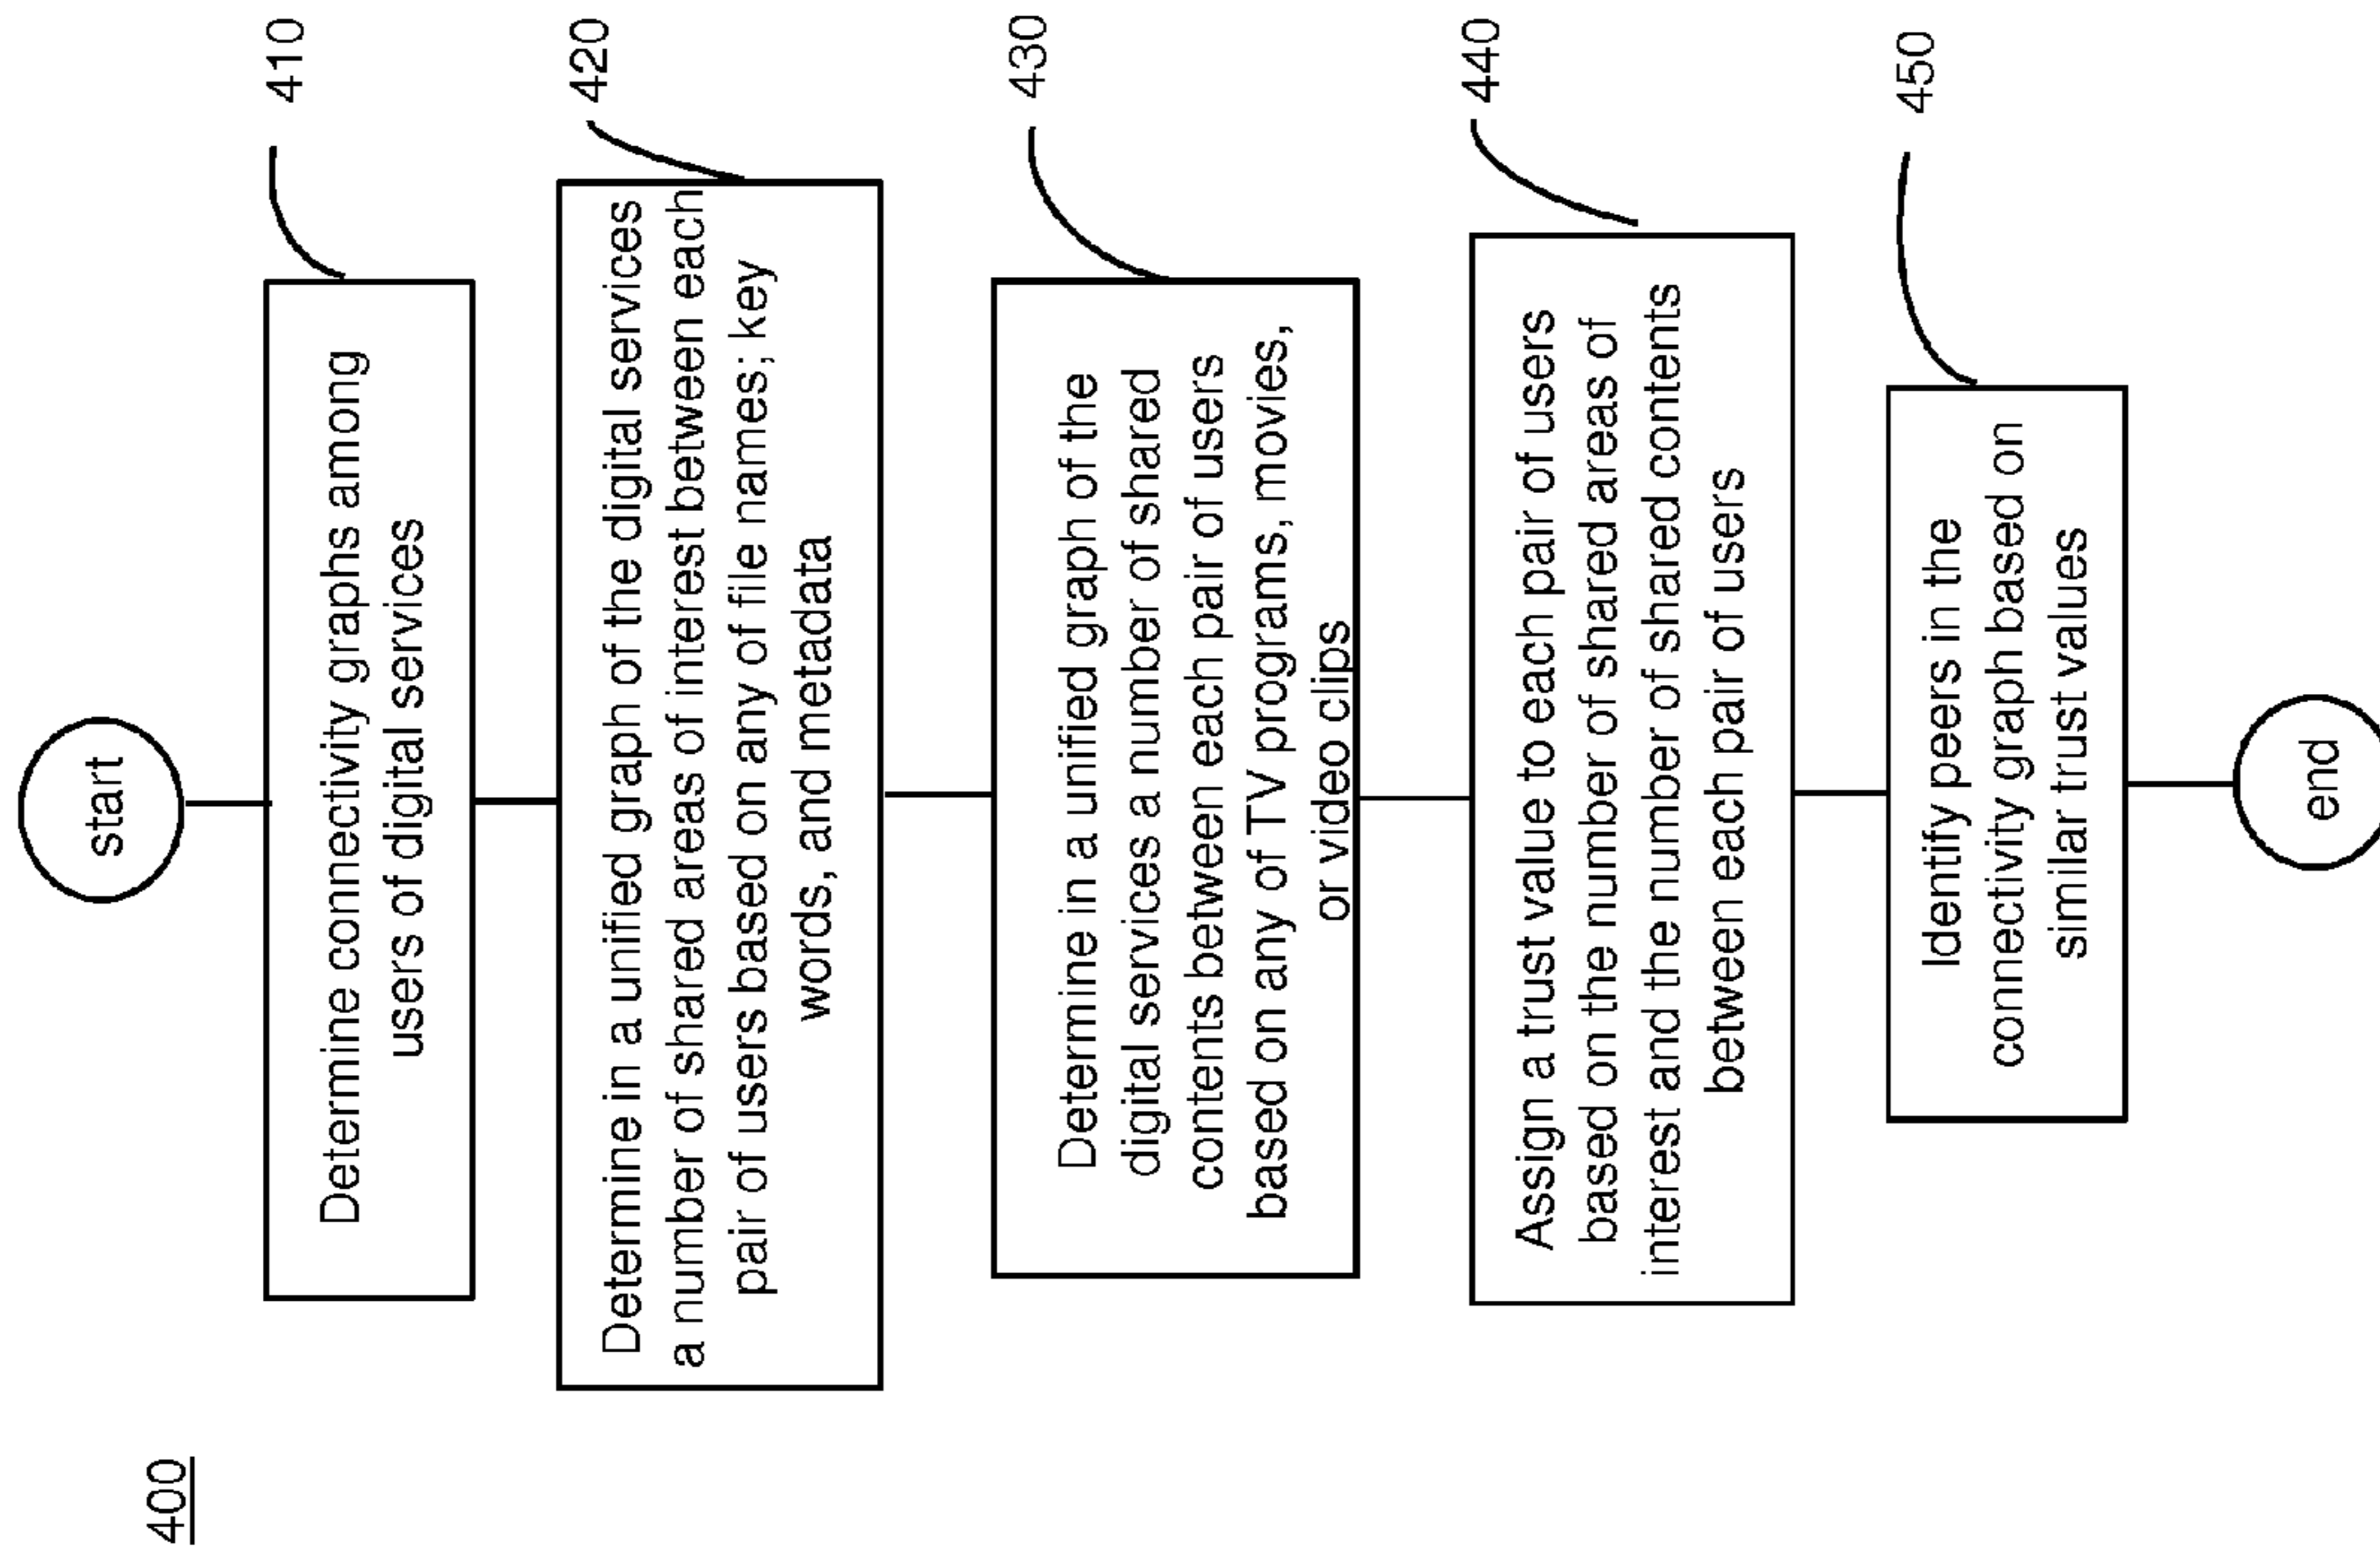 400
start
410
Determine connectivity graphs among
users of digital services
420
Determine in a unified graph of the digital services
a number of shared areas of interest between each
pair of users based on any of file names; key
words, and metadata
430
Determine in a unified graph of the
digital services a number of shared
contents between each pair of users
based on any of TV programs, movies,
or video clips
440
Assign a trust value to each pair of users
based on the number of shared areas of
interest and the number of shared contents
between each pair of users
450
Identify peers in the
connectivity graph based on
similar trust values
end